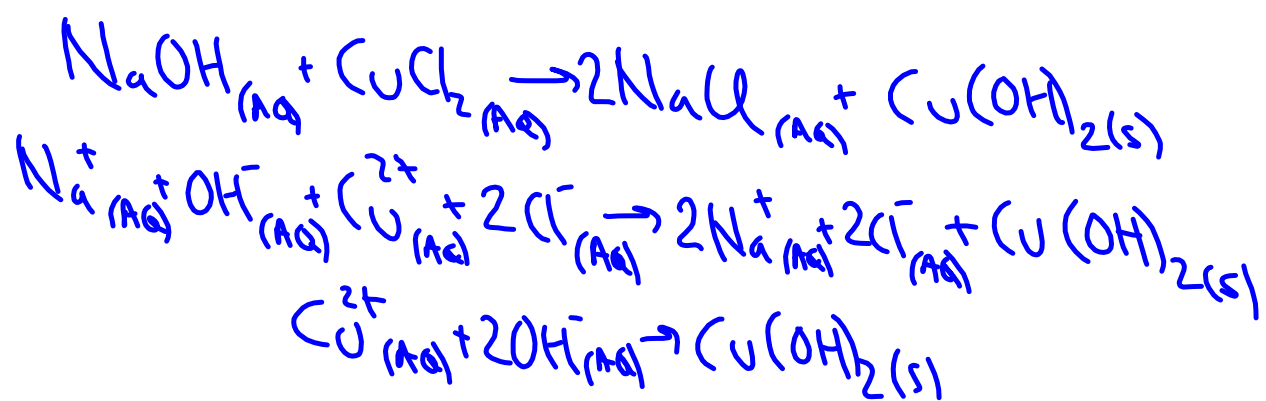 NaOH(AQ) + CuCl₂(AQ) → 2NaCl(AQ) + Cu(OH)₂(s)
Na⁺(AQ) + OH⁻(AQ) + Cu²⁺(AQ) + 2Cl⁻(AQ) → 2Na⁺(AQ) + 2Cl⁻(AQ) + Cu(OH)₂(s)
Cu²⁺(AQ) + 2OH⁻(AQ) → Cu(OH)₂(s)